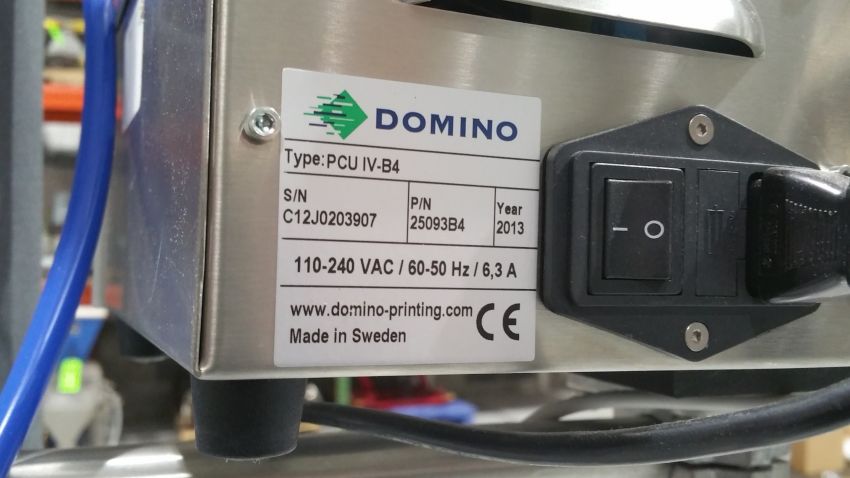 DOMINO
Type: PCU IV-B4
S/N
C12J0203907
P/N
25093B4
Year
2013
110-240 VAC / 60-50 Hz / 6,3 A
www.domino-printing.com
Made in Sweden
CE
I O